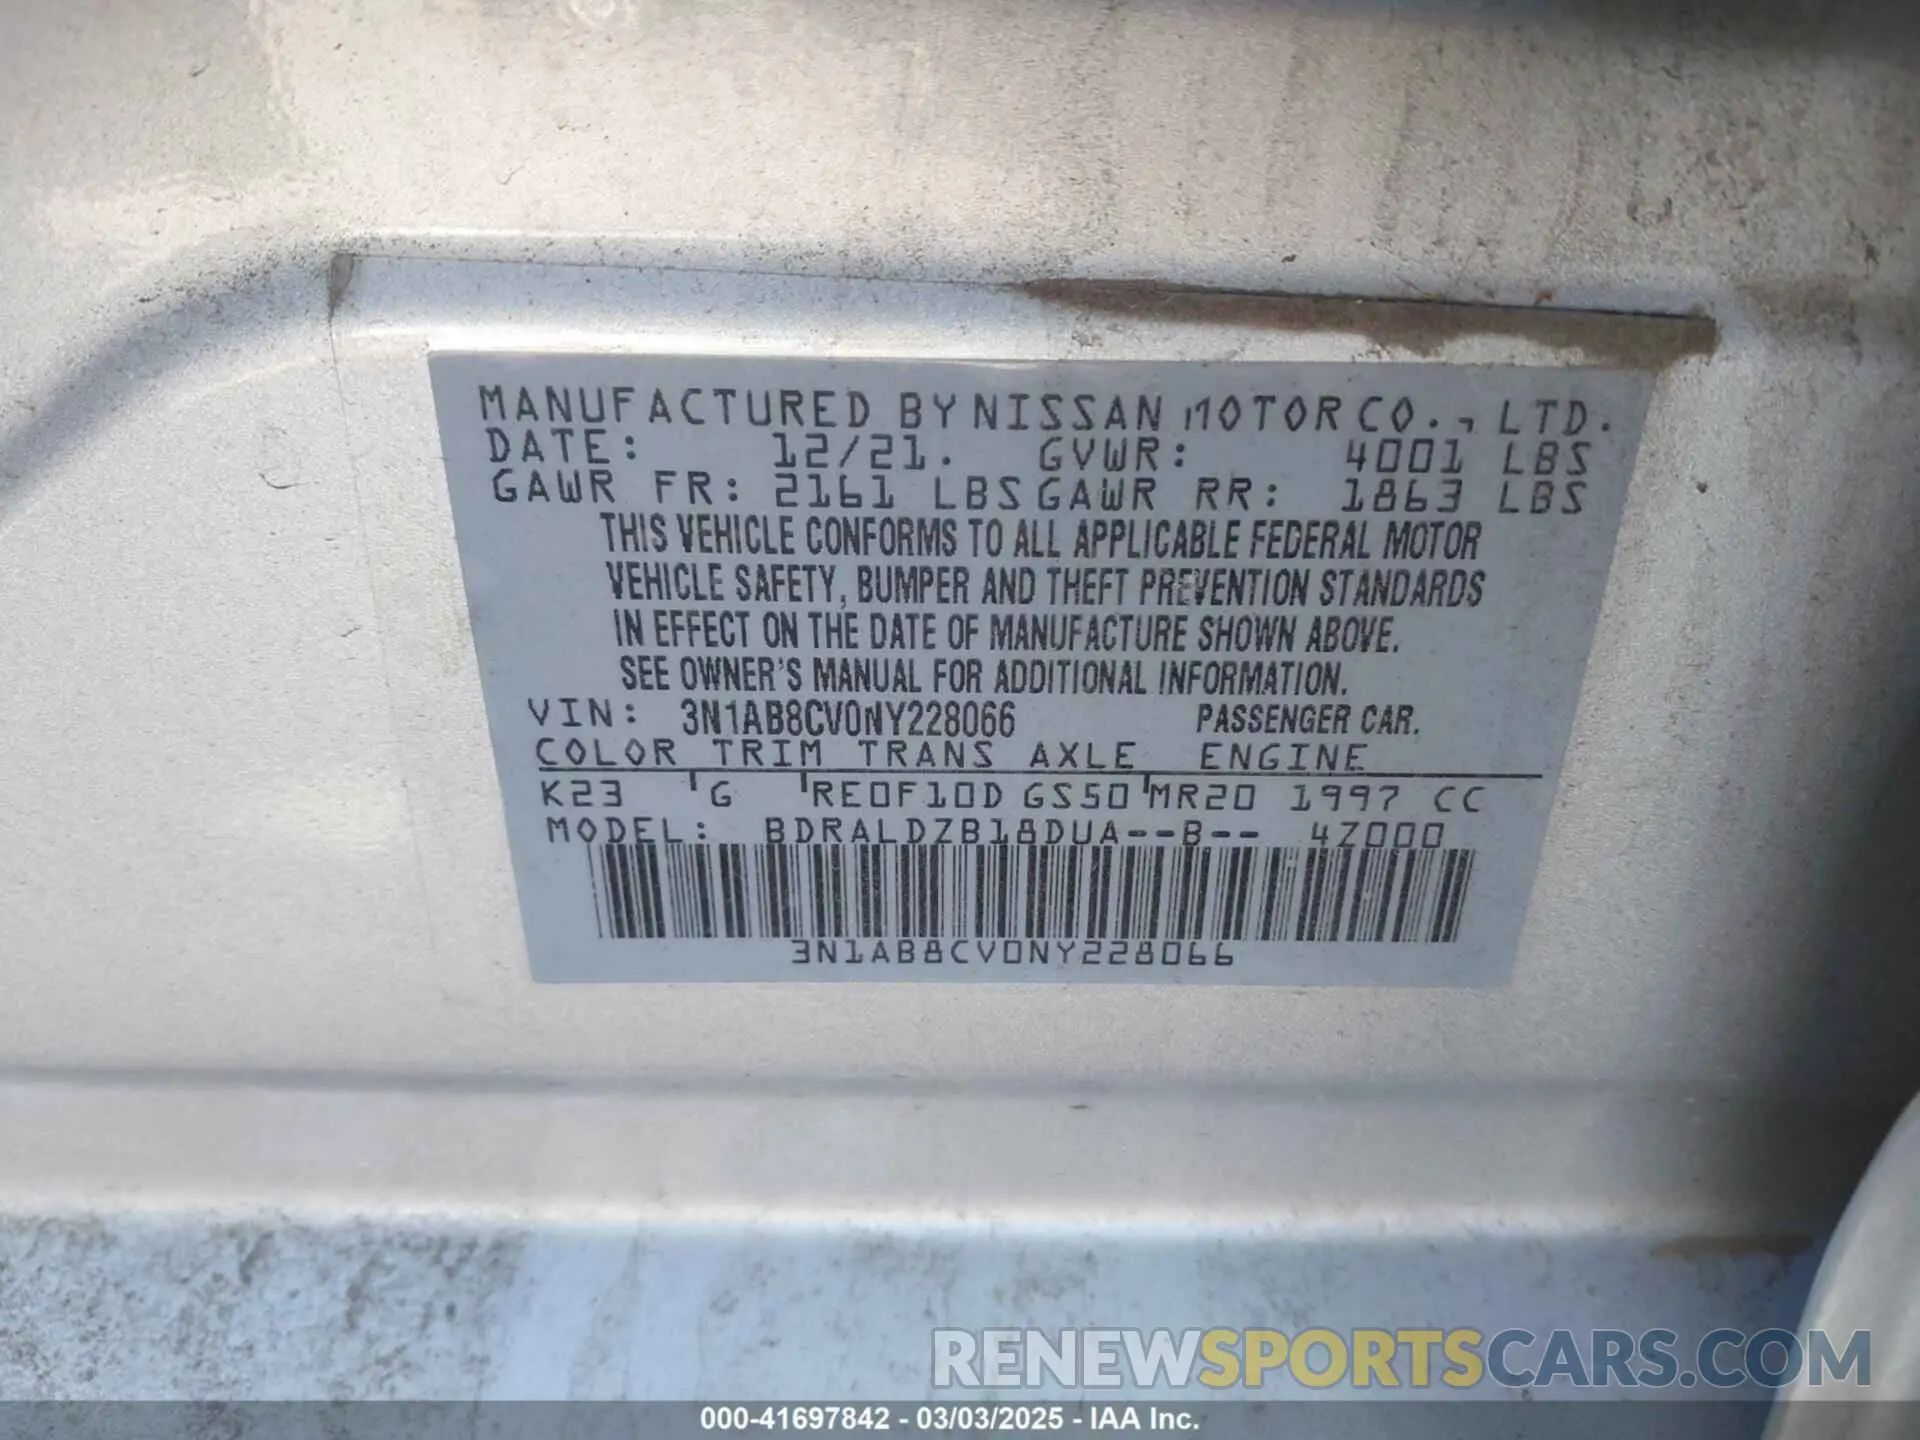 MANUFACTURED BY NISSAN MOTOR CO., LTD.
DATE: 12/21. GVWR: 4001 LBS
GAWR FR: 2161 LBS GAWR RR: 1863 LBS
THIS VEHICLE CONFORMS TO ALL APPLICABLE FEDERAL MOTOR
VEHICLE SAFETY, BUMPER AND THEFT PREVENTION STANDARDS
IN EFFECT ON THE DATE OF MANUFACTURE SHOWN ABOVE.
SEE OWNER'S MANUAL FOR ADDITIONAL INFORMATION.
VIN: 3N1AB8CV0NY228066 PASSENGER CAR.
COLOR TRIM TRANS AXLE ENGINE
K23 G RE0F10D GS50 MR20 1997 CC
MODEL: BDRALDZB18DUA--B-- 4Z000
3N1AB8CV0NY228066
RENEWSPORTSCARS.COM
000-41697842 - 03/03/2025 - IAA Inc.